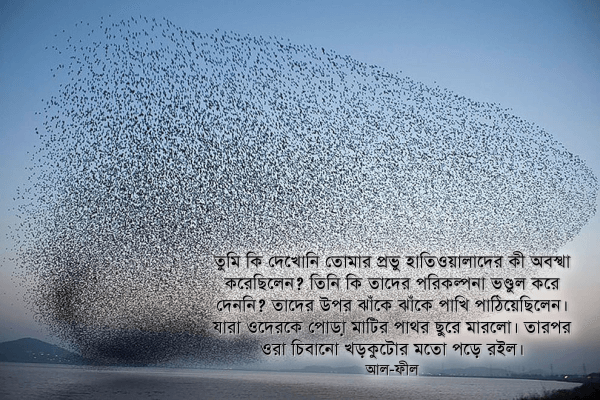 তুমি কি দেখোনি তোমার প্রভু হাতিওয়ালাদের কী অবস্থা
করেছিলেন? তিনি কি তাদের পরিকল্পনা ভণ্ডুল করে
দেননি? তাদের উপর ঝাঁকে ঝাঁকে পাখি পাঠিয়েছিলেন।
যারা ওদেরকে পোড়া মাটির পাথর ছুরে মারলো। তারপর
ওরা চিবানো খড়কুটোর মতো পড়ে রইল।
আল-ফীল